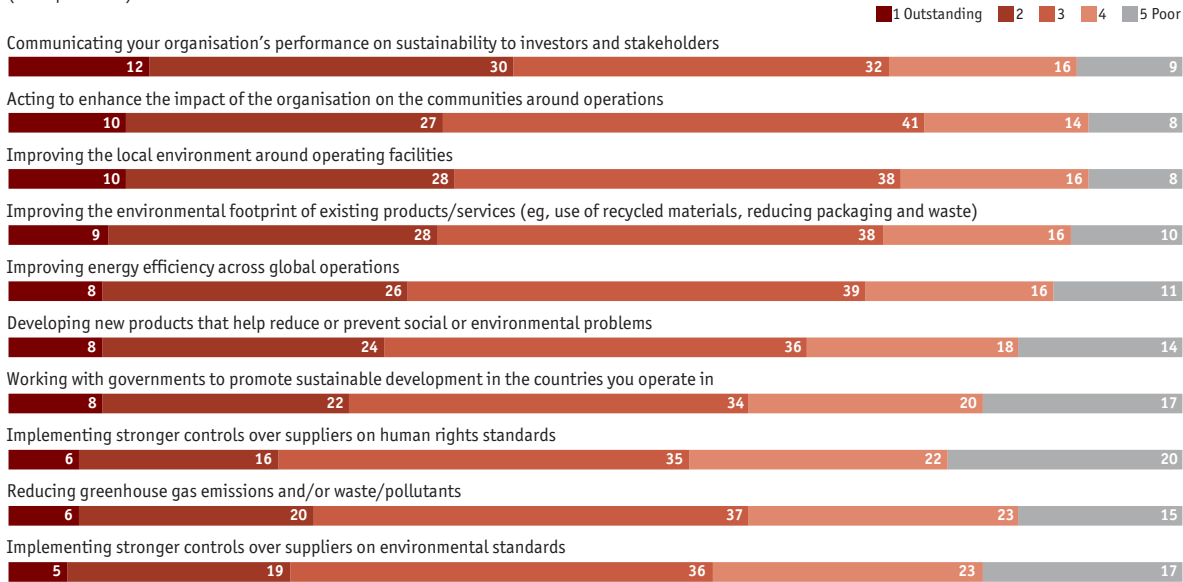 1 Outstanding 2 3 4 5 Poor
Communicating your organisation's performance on sustainability to investors and stakeholders
12 30 32 16 9
Acting to enhance the impact of the organisation on the communities around operations
10 27 41 14 8
Improving the local environment around operating facilities
10 28 38 16 8
Improving the environmental footprint of existing products/services (eg, use of recycled materials, reducing packaging and waste)
9 28 38 16 10
Improving energy efficiency across global operations
8 26 39 16 11
Developing new products that help reduce or prevent social or environmental problems
8 24 36 18 14
Working with governments to promote sustainable development in the countries you operate in
8 22 34 20 17
Implementing stronger controls over suppliers on human rights standards
6 16 35 22 20
Reducing greenhouse gas emissions and/or waste/pollutants
6 20 37 23 15
Implementing stronger controls over suppliers on environmental standards
5 19 36 23 17